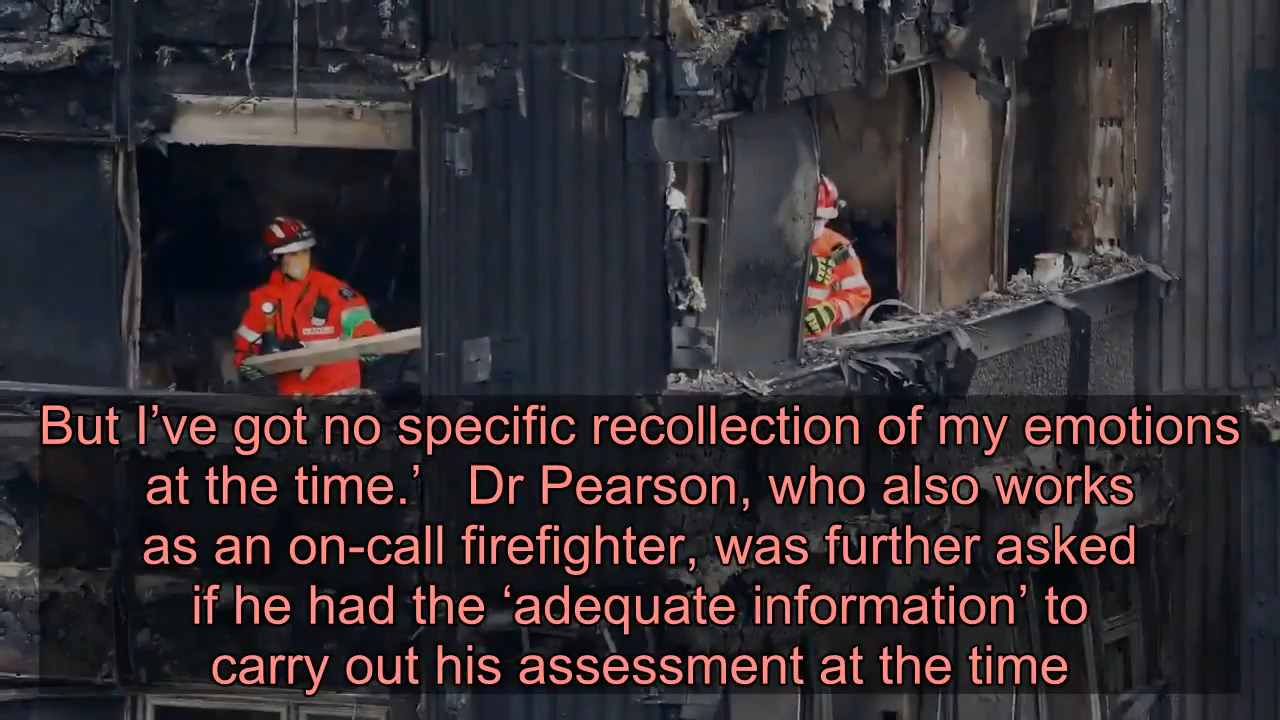 But I’ve got no specific recollection of my emotions
at the time.’ Dr Pearson, who also works
as an on-call firefighter, was further asked
if he had the ‘adequate information’ to
carry out his assessment at the time